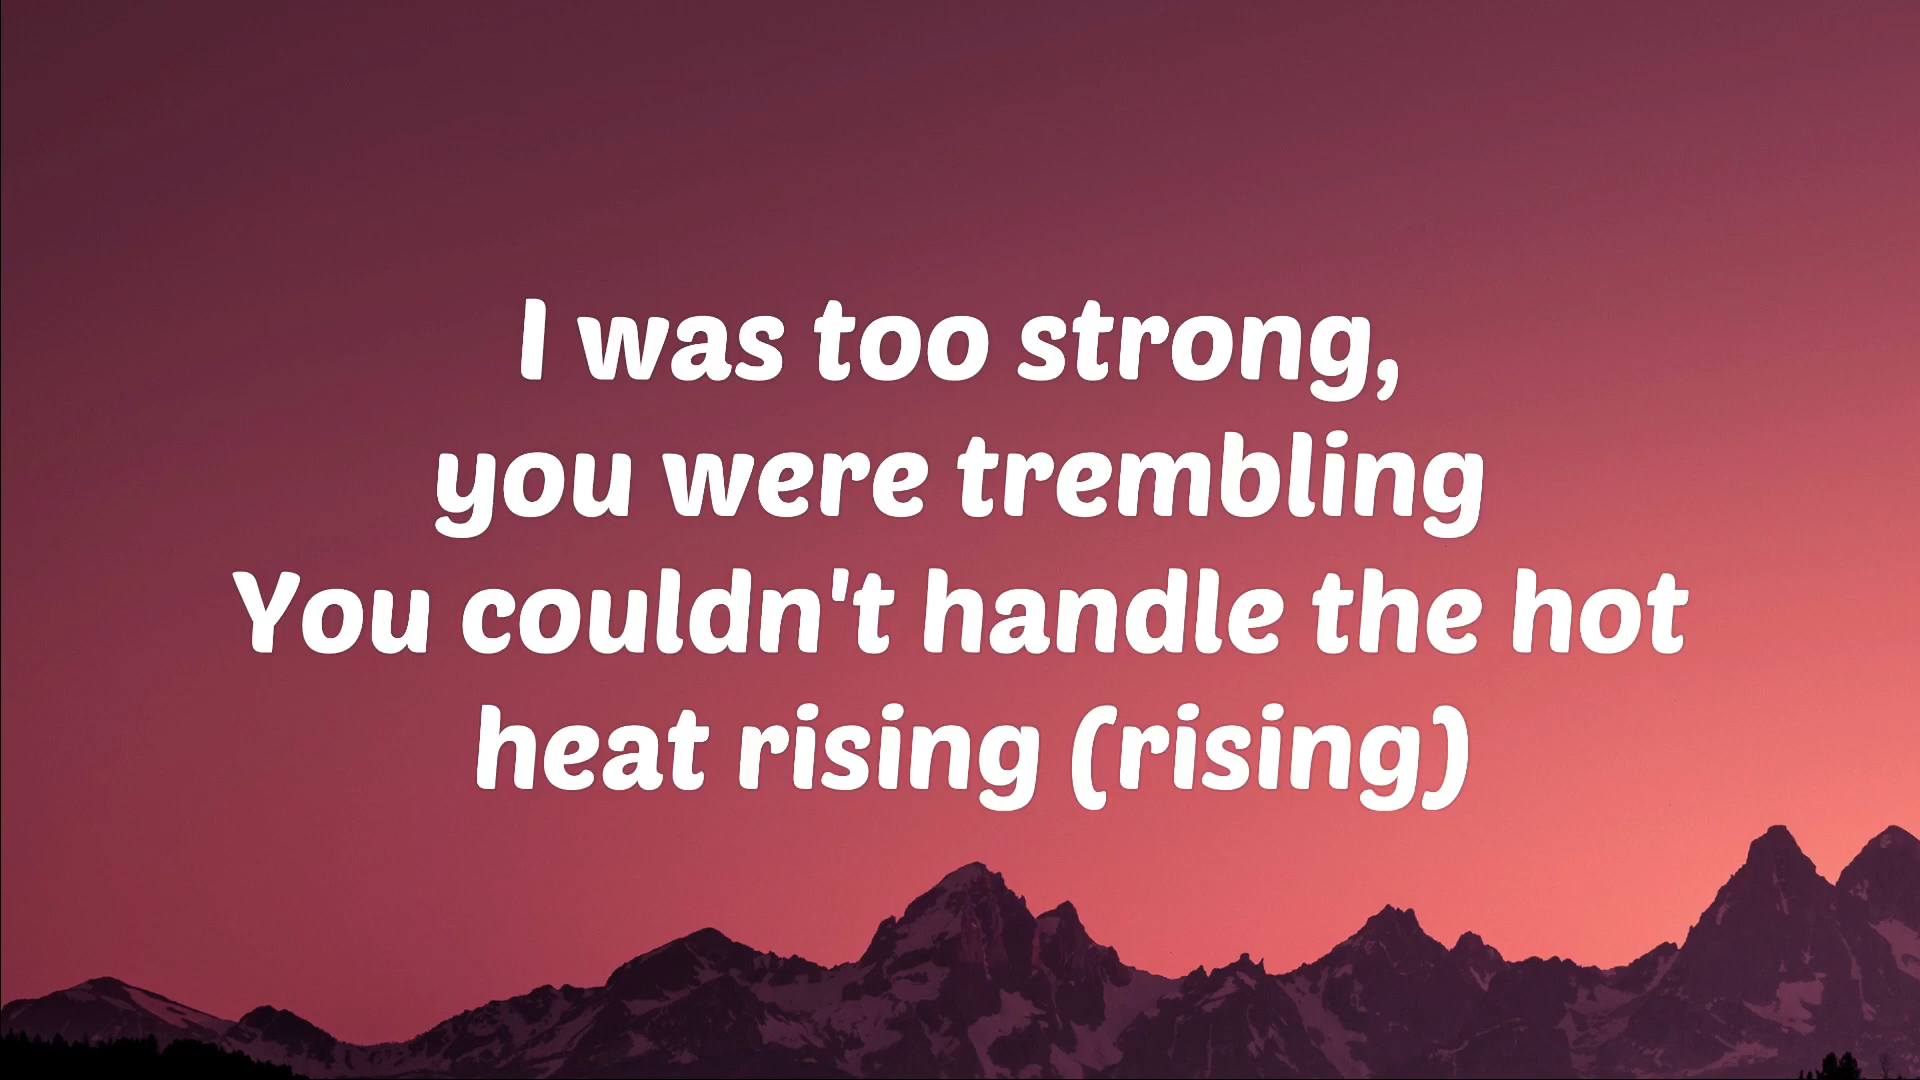 I was too strong,
you were trembling
You couldn't handle the hot
heat rising (rising)